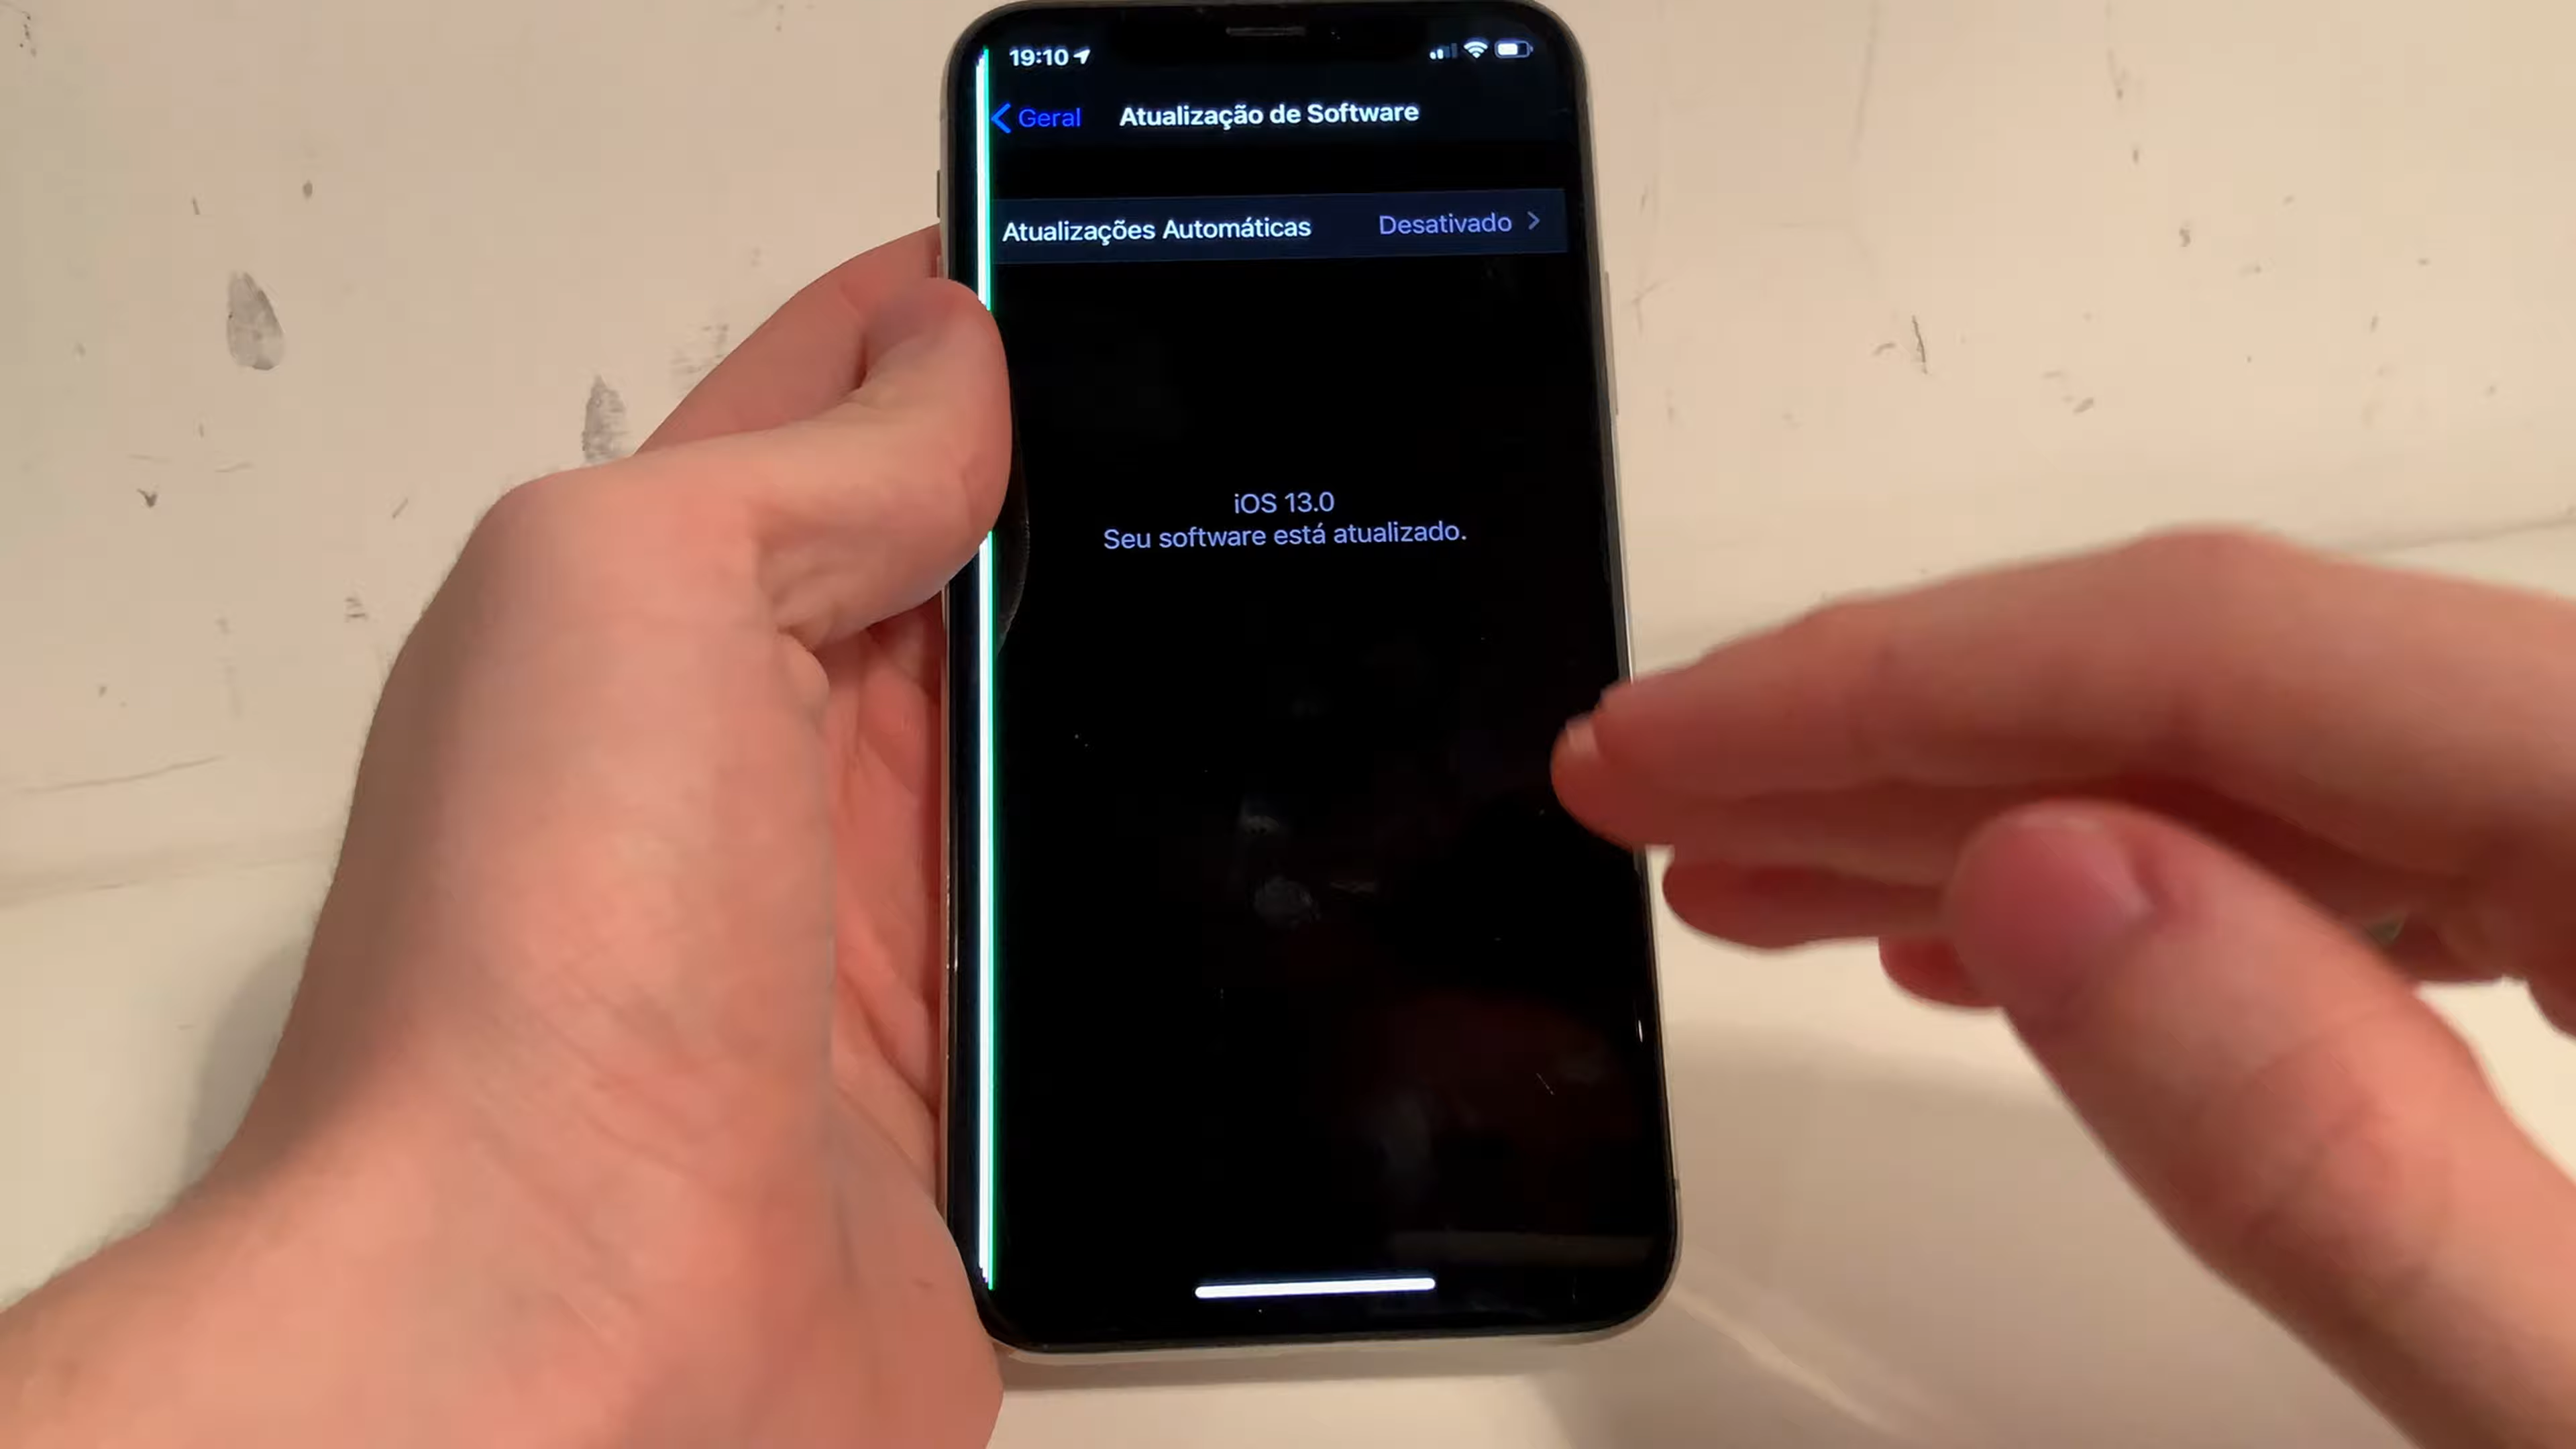 19:10
Geral
Atualização de Software
Atualizações Automáticas
Desativado
iOS 13.0
Seu software está atualizado.